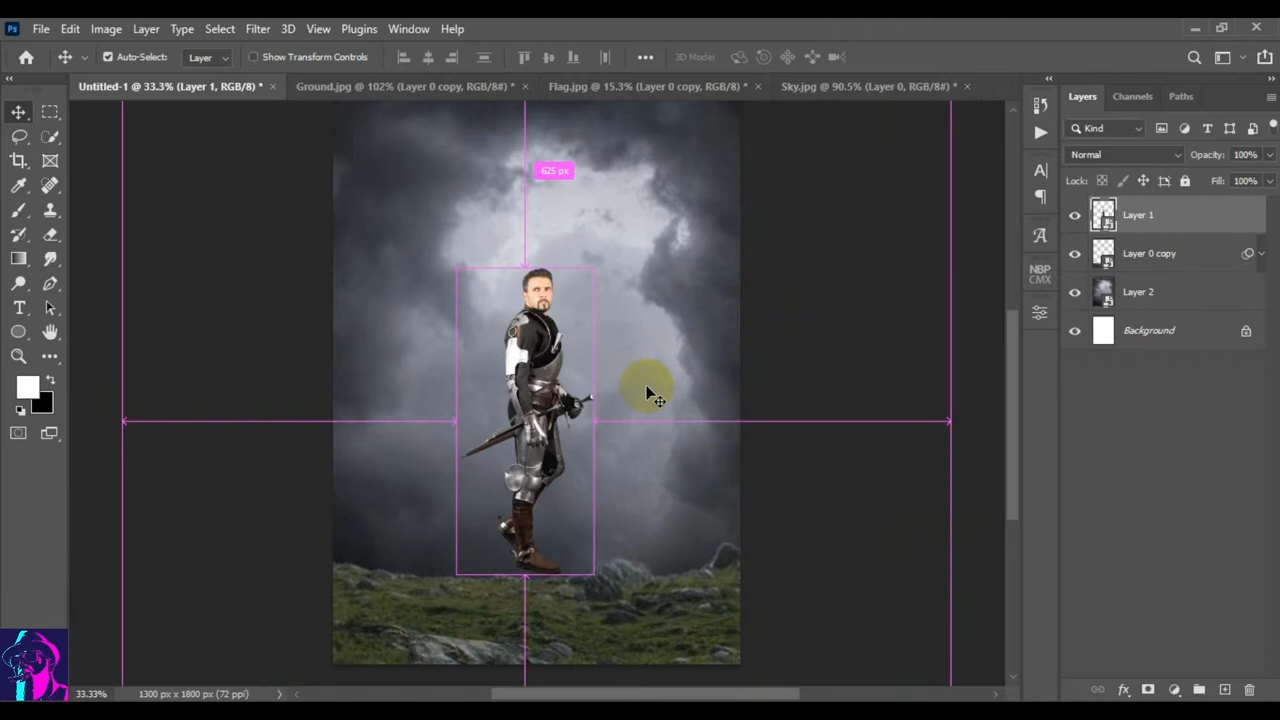 Ps File Edit Image Layer Type Select Filter 3D View Plugins Window Help
Auto-Select: Layer Show Transform Controls 3D Mode:
Untitled-1 @ 33.3% (Layer 1, RGB/8) * Ground.jpg @ 102% (Layer 0 copy, RGB/8#) * Flag.jpg @ 15.3% (Layer 0 copy, RGB/8#) * Sky.jpg @ 90.5% (Layer 0, RGB/8#) *
Layers Channels Paths
Kind
Normal Opacity: 100%
625 px
Lock: Fill: 100%
Layer 1
Layer 0 copy
NBP
CMX
Layer 2
Background
33.33% 1300 px x 1800 px (72 ppi)